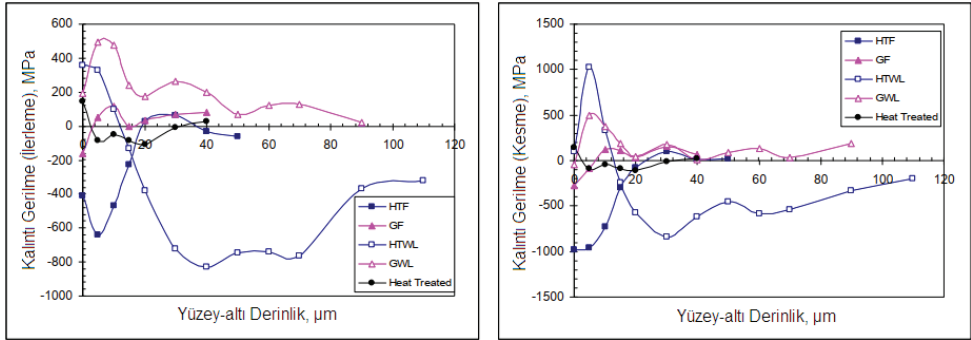 Kalıntı Gerilme (İlerleme), MPa
600
400
200
0
-200
-400
-600
-800
-1000
0
20
40
60
80
100
120
HTF
GF
HTWL
GWL
Heat Treated
Yüzey-altı Derinlik, µm
Kalıntı Gerilme (Kesme), MPa
1500
1000
500
0
-500
-1000
-1500
0
20
40
60
80
100
120
HTF
GF
HTWL
GWL
Heat Treated
Yüzey-altı Derinlik, µm